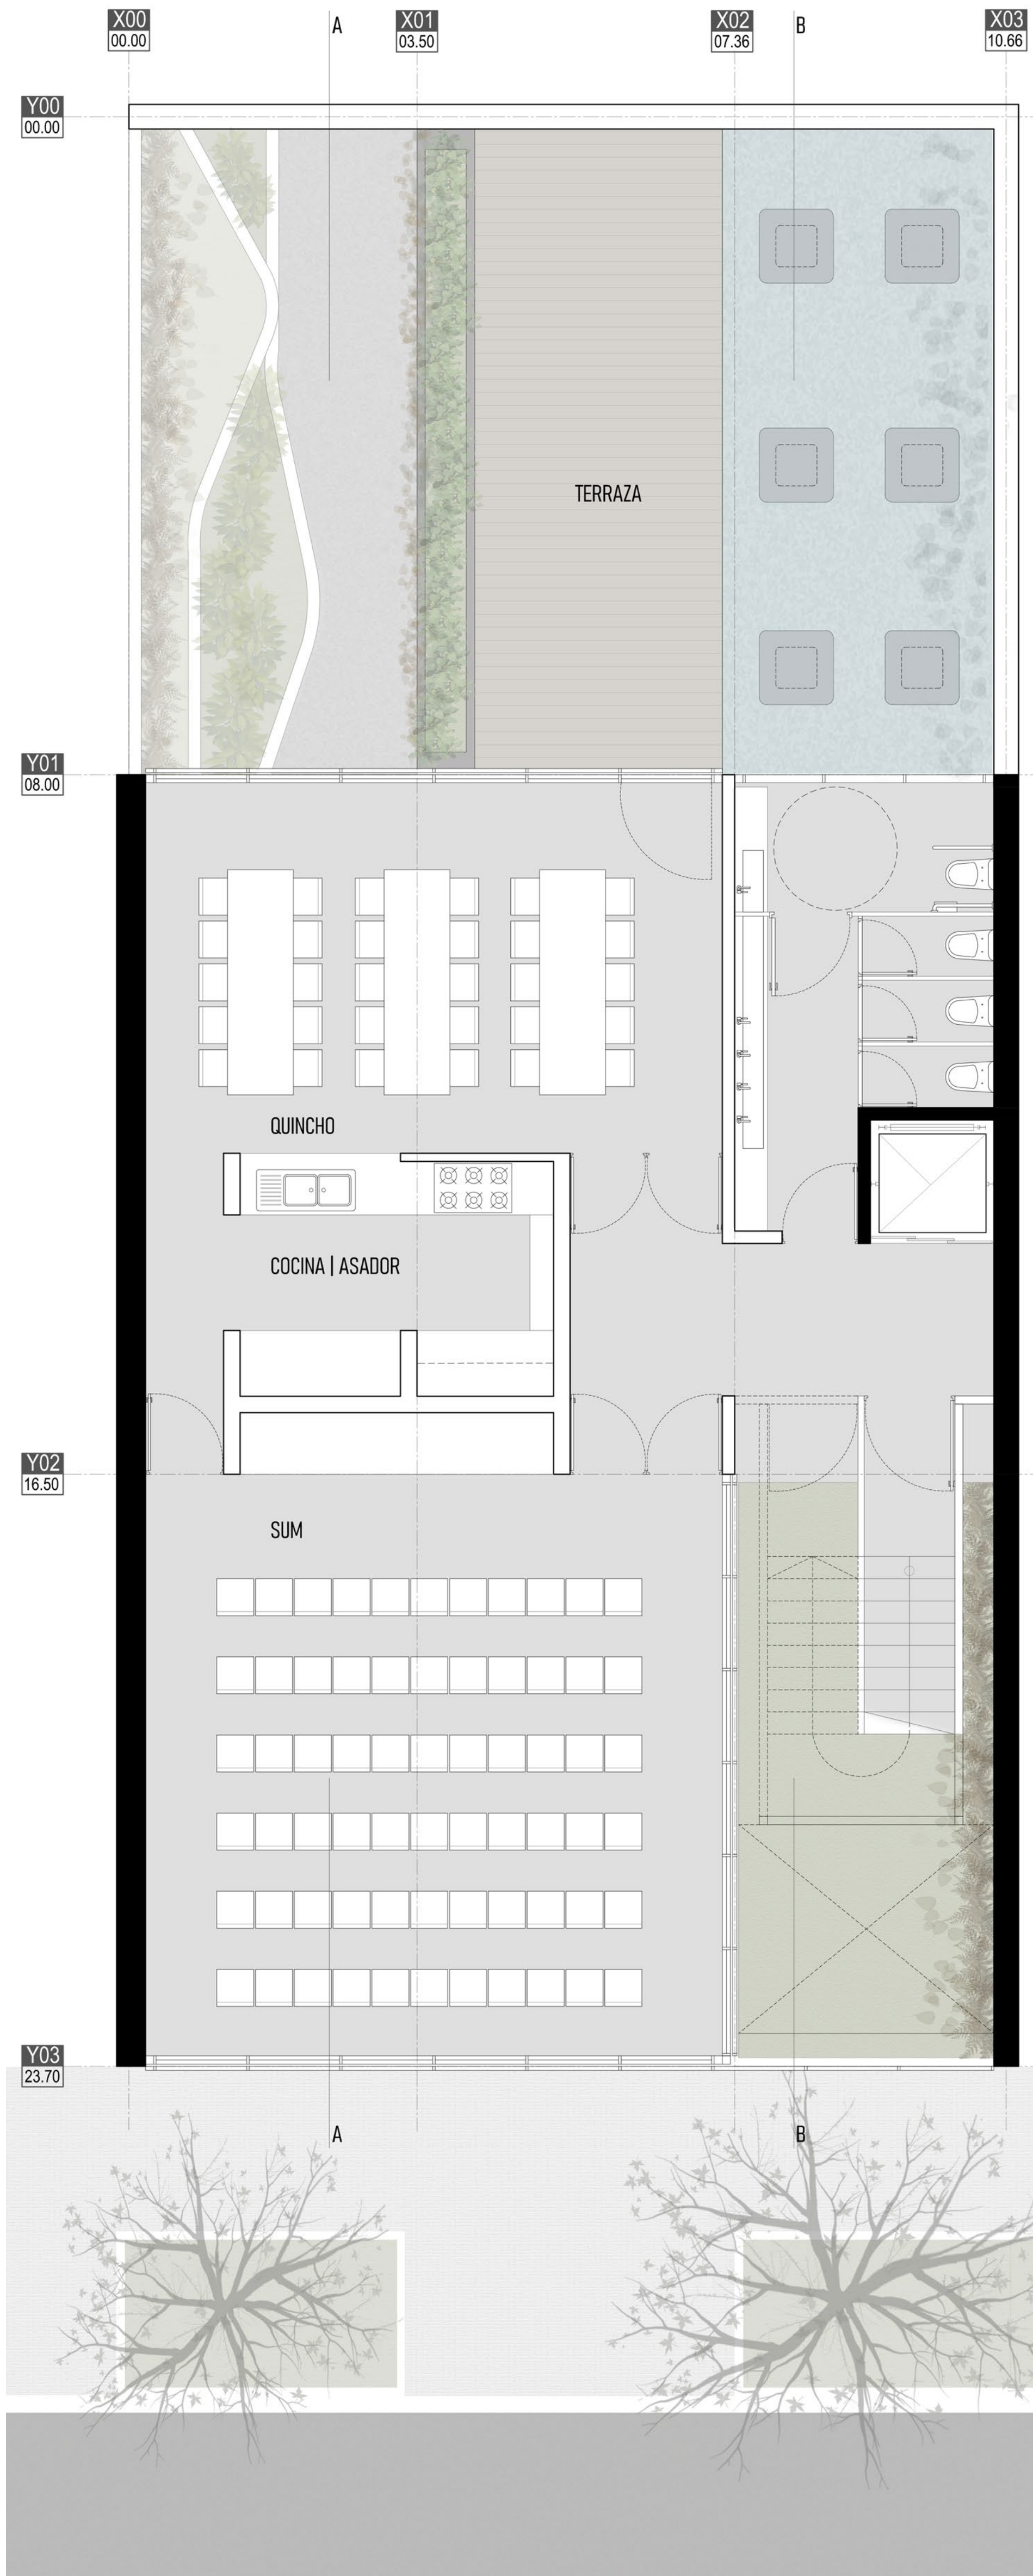 X00
00.00
A
X01
03.50
X02
07.36
B
X03
10.66
Y00
00.00
TERRAZA
Y01
08.00
QUINCHO
COCINA | ASADOR
Y02
16.50
SUM
Y03
23.70
A
B